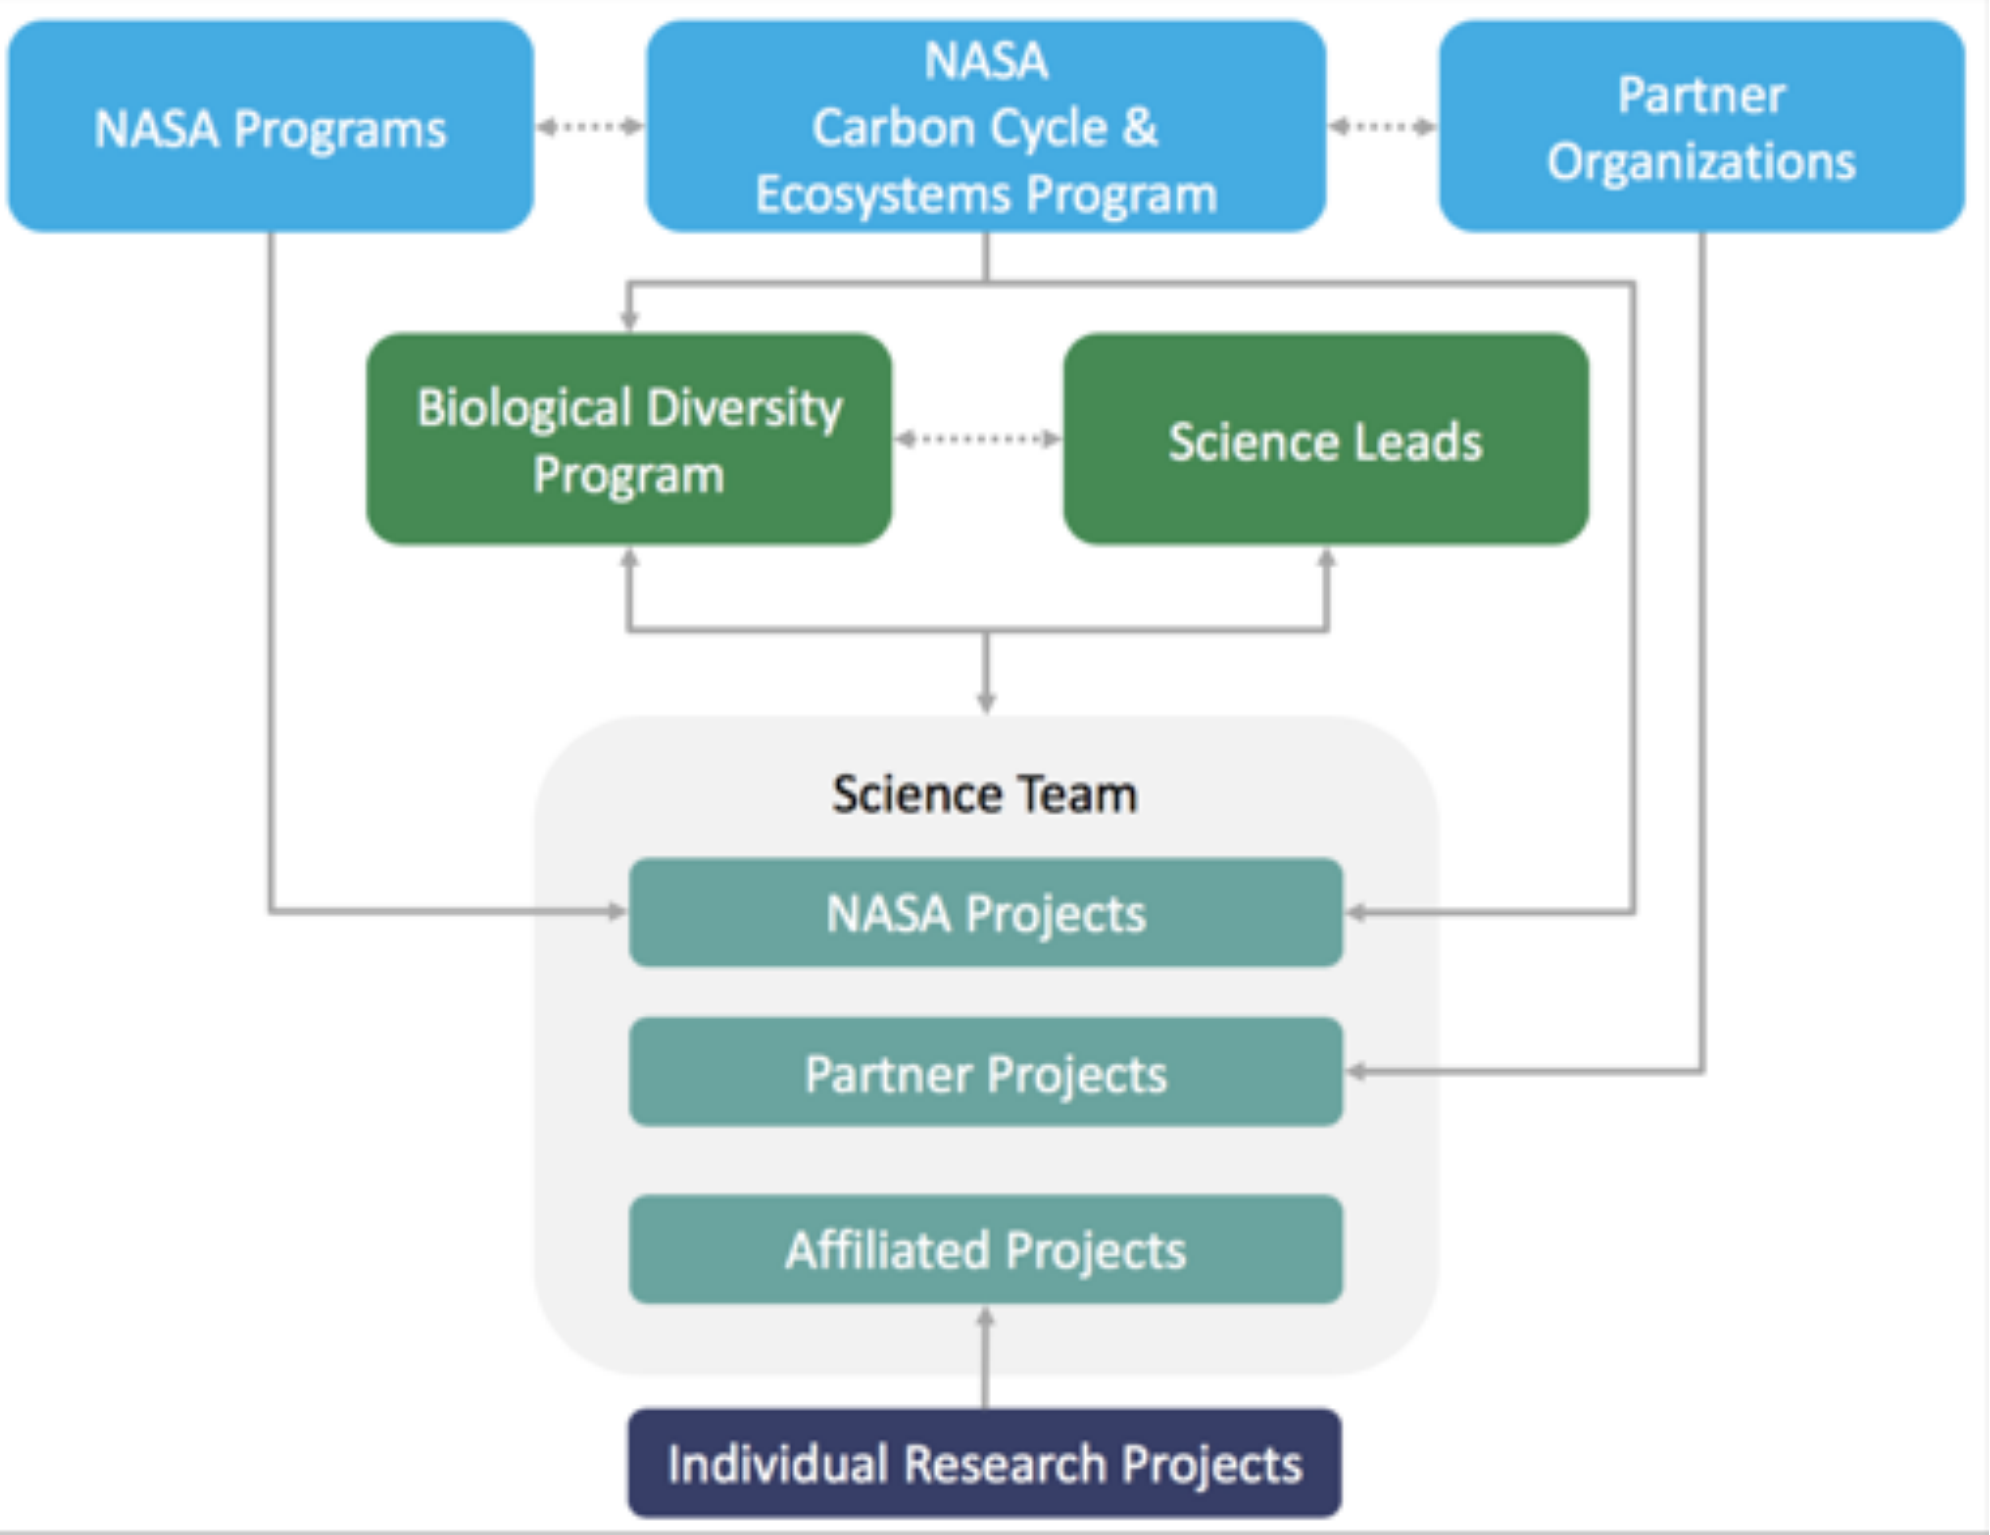 NASA Programs
NASA
Carbon Cycle &
Ecosystems Program
Partner
Organizations
Biological Diversity
Program
Science Leads
Science Team
NASA Projects
Partner Projects
Affiliated Projects
Individual Research Projects